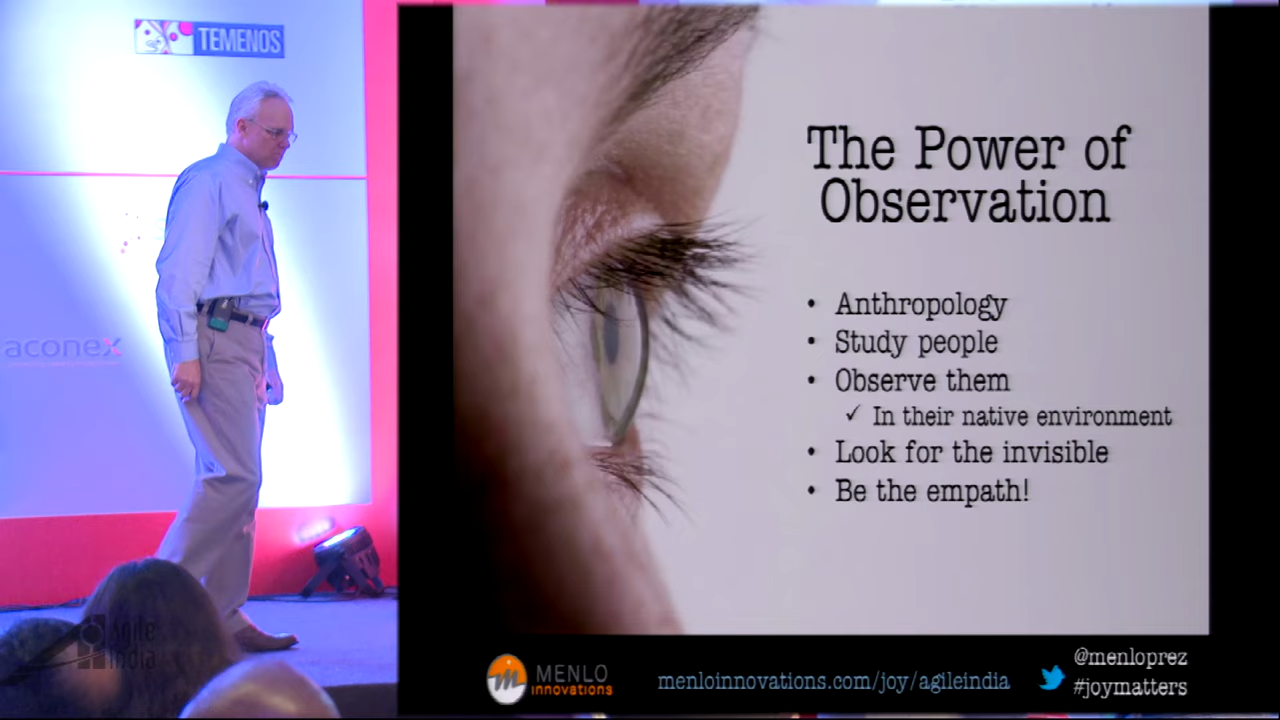 TEMENOS
aconex
The Power of
Observation
• Anthropology
• Study people
• Observe them
✓ In their native environment
• Look for the invisible
• Be the empath!
MENLO
innovations
menloinnovations.com/joy/agileindia
@menloprez
#joymatters
agile
india